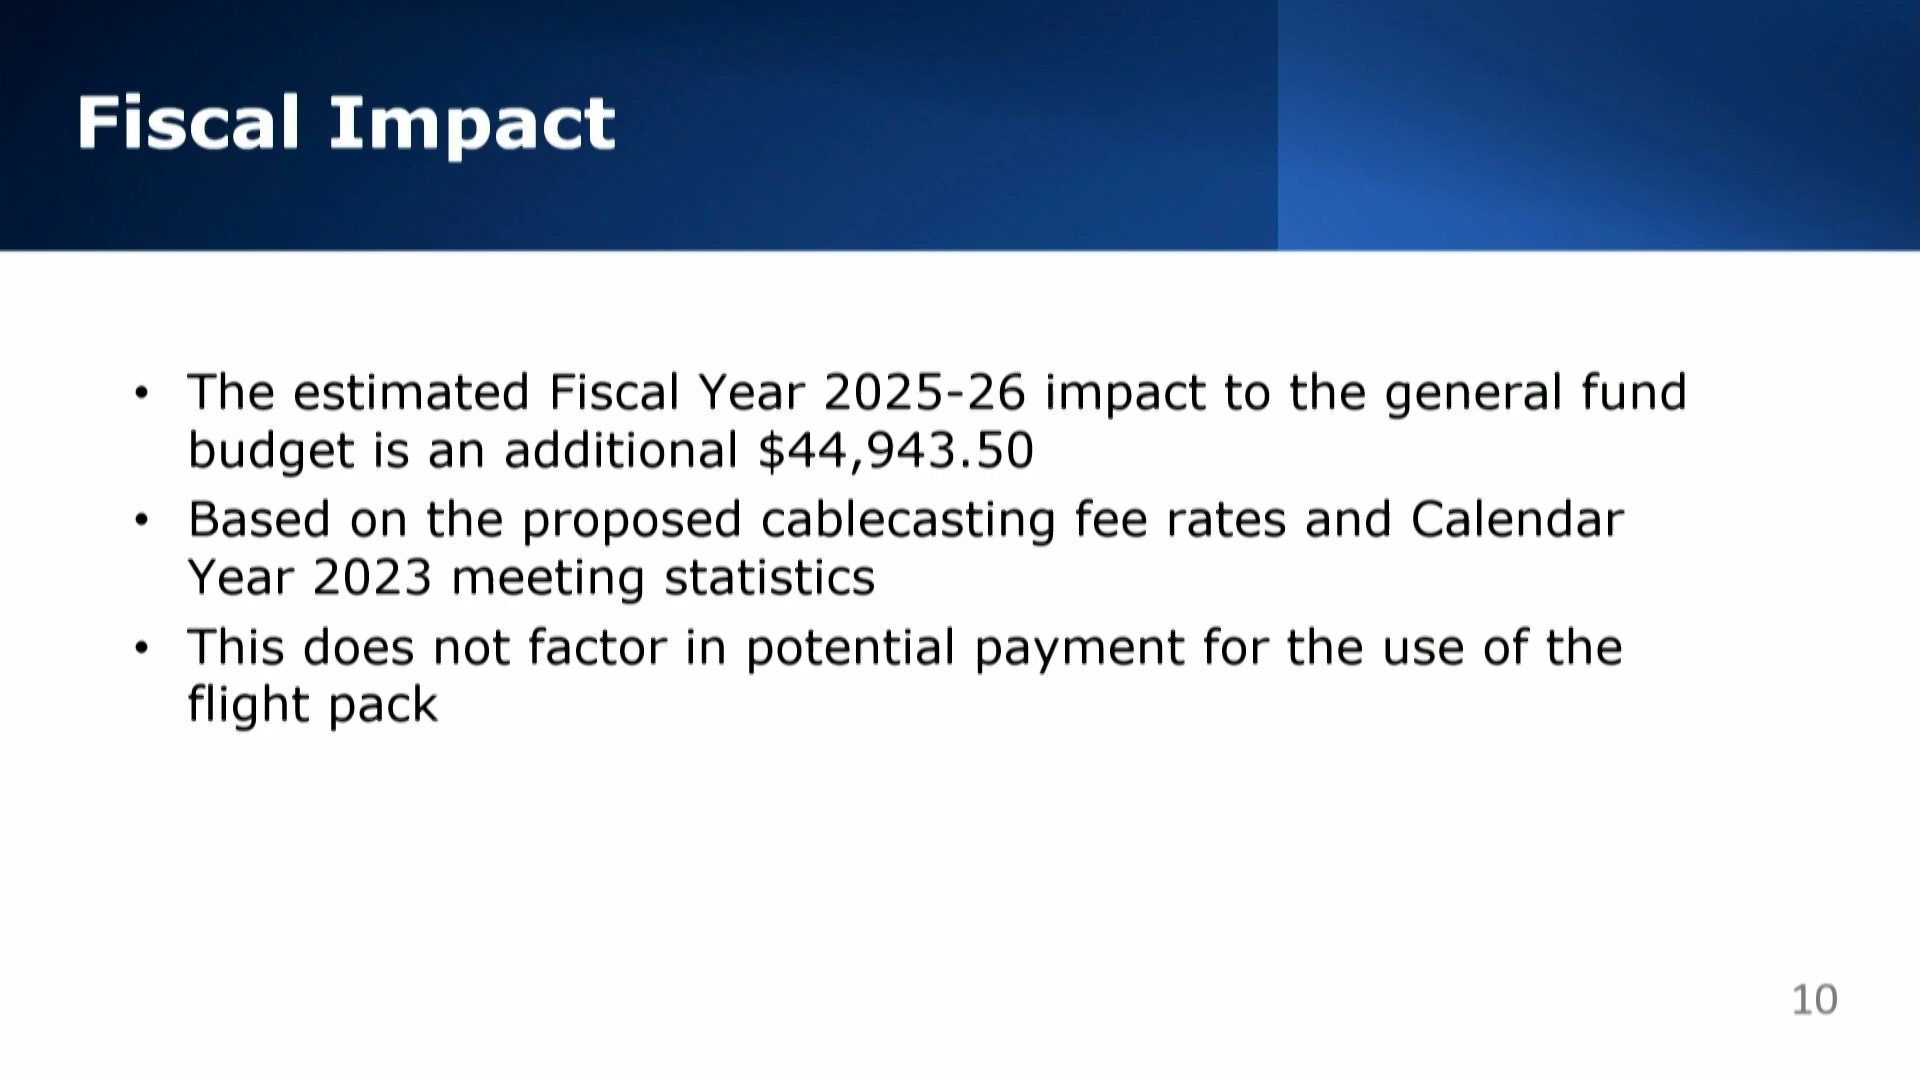 Fiscal Impact
• The estimated Fiscal Year 2025-26 impact to the general fund
budget is an additional $44,943.50
• Based on the proposed cablecasting fee rates and Calendar
Year 2023 meeting statistics
• This does not factor in potential payment for the use of the
flight pack
10